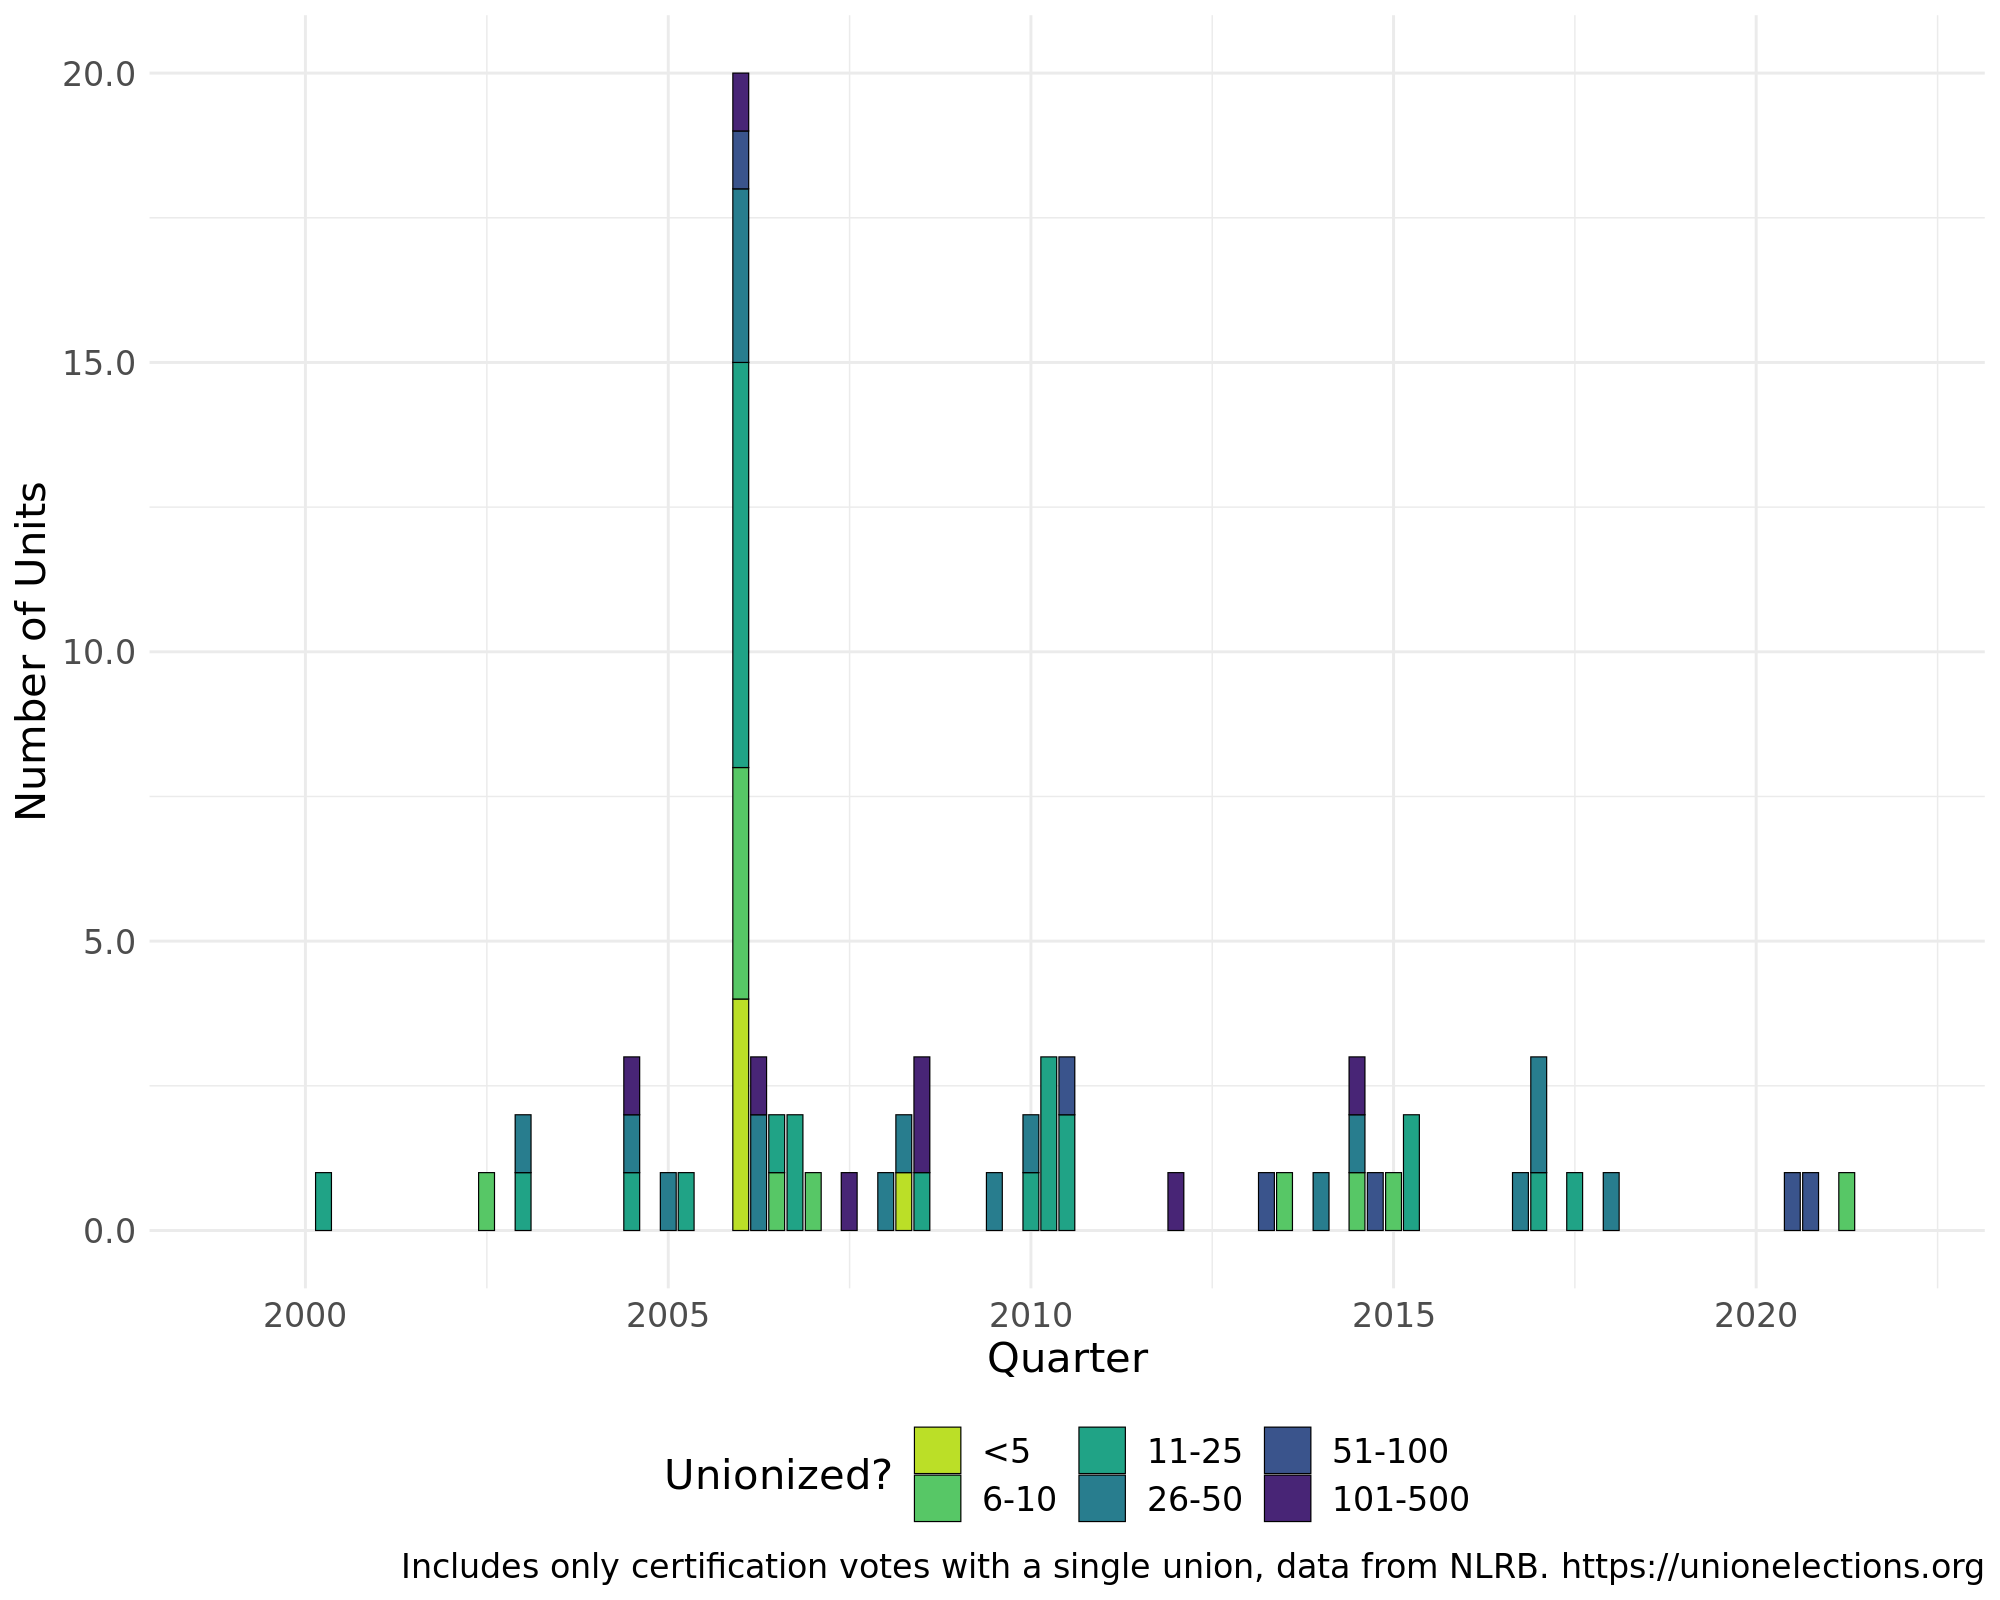 20.0
15.0
10.0
5.0
0.0
Number of Units
2000 2005 2010 2015 2020
Quarter
Unionized?
<5 11-25 51-100
6-10 26-50 101-500
Includes only certification votes with a single union, data from NLRB. https://unionelections.org